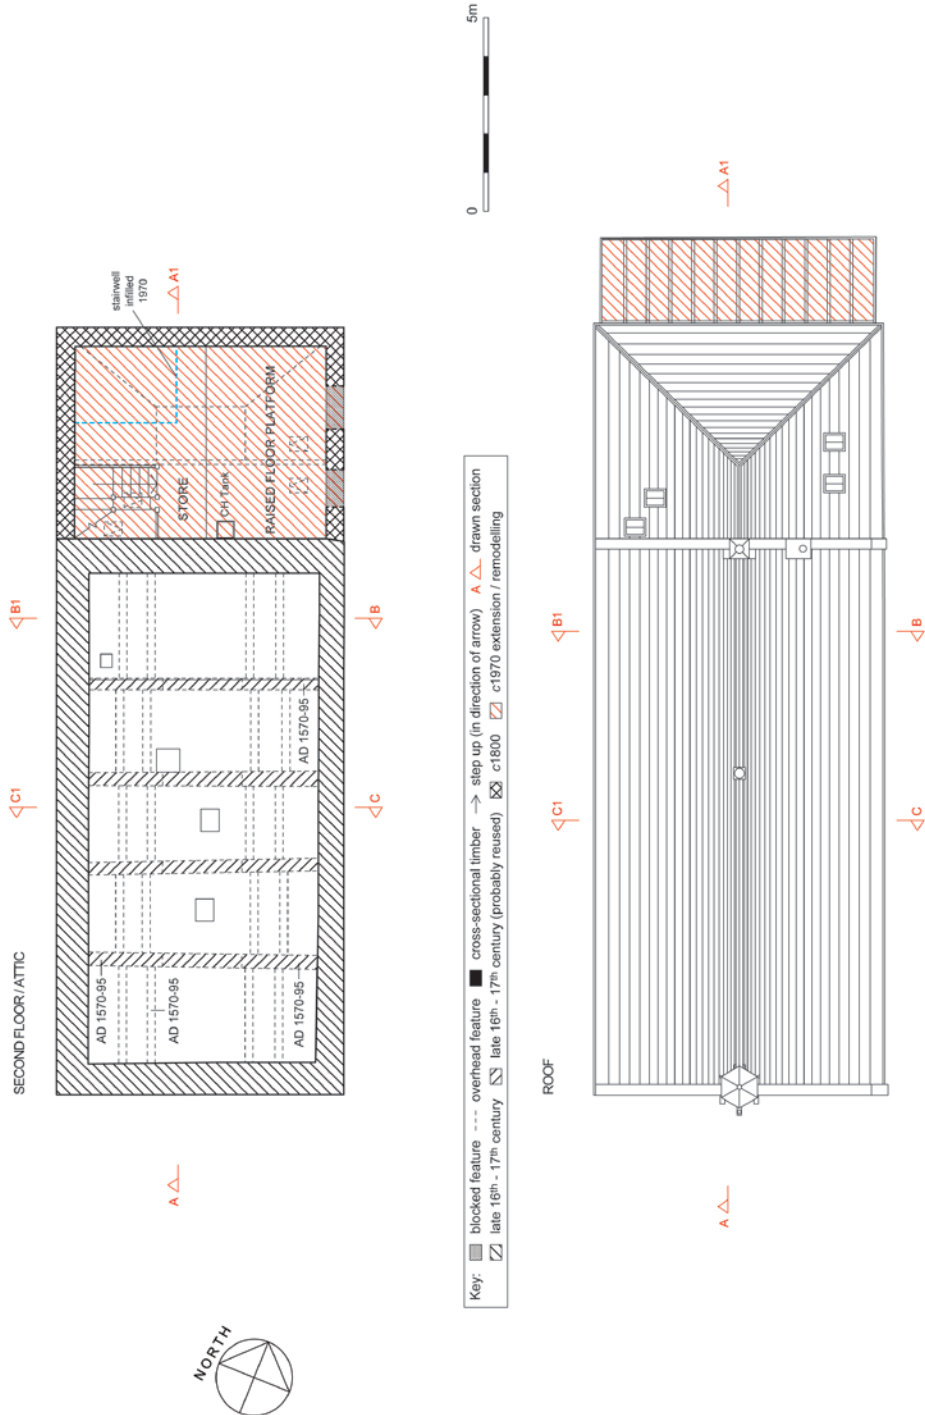 SECOND FLOOR / ATTIC
AD 1570-95
AD 1570-95
AD 1570-95
AD 1570-95
STORE
CH Tank
RAISED FLOOR PLATFORM
stairwell
infilled
1970
A
A1
B1
B
C1
C
NORTH
0
5m
Key: blocked feature overhead feature cross-sectional timber step up (in direction of arrow) A drawn section
late 16th - 17th century late 16th - 17th century (probably reused) c1800 c1970 extension / remodelling
ROOF
A
A1
B1
B
C1
C